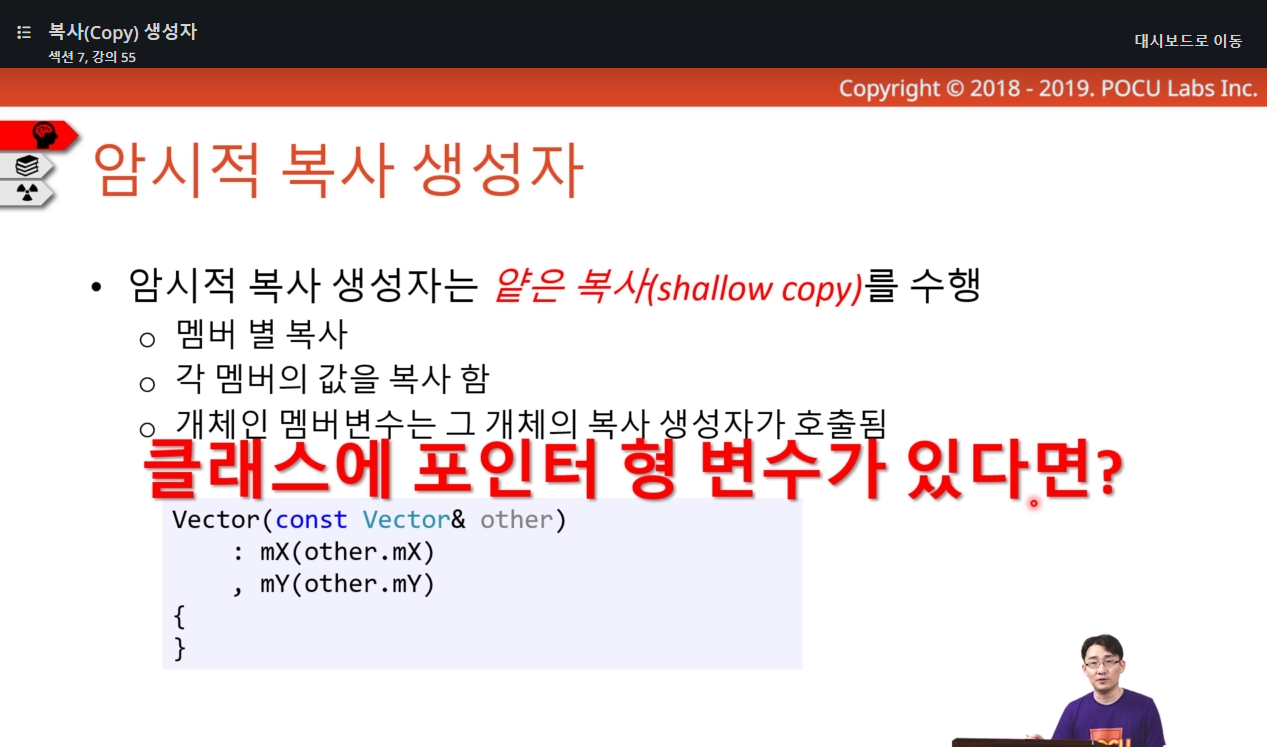 복사(Copy) 생성자
섹션 7, 강의 55
대시보드로 이동
Copyright © 2018 - 2019. POCU Labs Inc.
암시적 복사 생성자
• 암시적 복사 생성자는 얕은 복사(shallow copy)를 수행
o 멤버 별 복사
o 각 멤버의 값을 복사 함
o 개체인 멤버변수는 그 개체의 복사 생성자가 호출됨
클래스에 포인터 형 변수가 있다면?
Vector(const Vector& other)
: mX(other.mX)
, mY(other.mY)
{
}
POCU